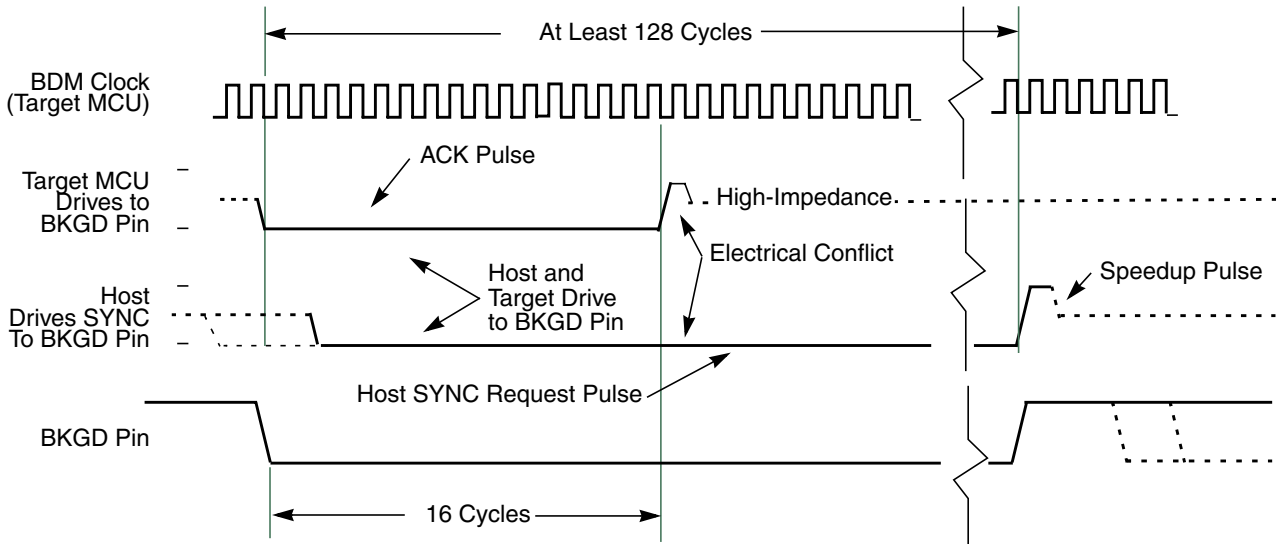 At Least 128 Cycles
BDM Clock
(Target MCU)
ACK Pulse
Target MCU
Drives to
BKGD Pin
High-Impedance
Electrical Conflict
Host and
Target Drive
to BKGD Pin
Speedup Pulse
Host
Drives SYNC
To BKGD Pin
Host SYNC Request Pulse
BKGD Pin
16 Cycles